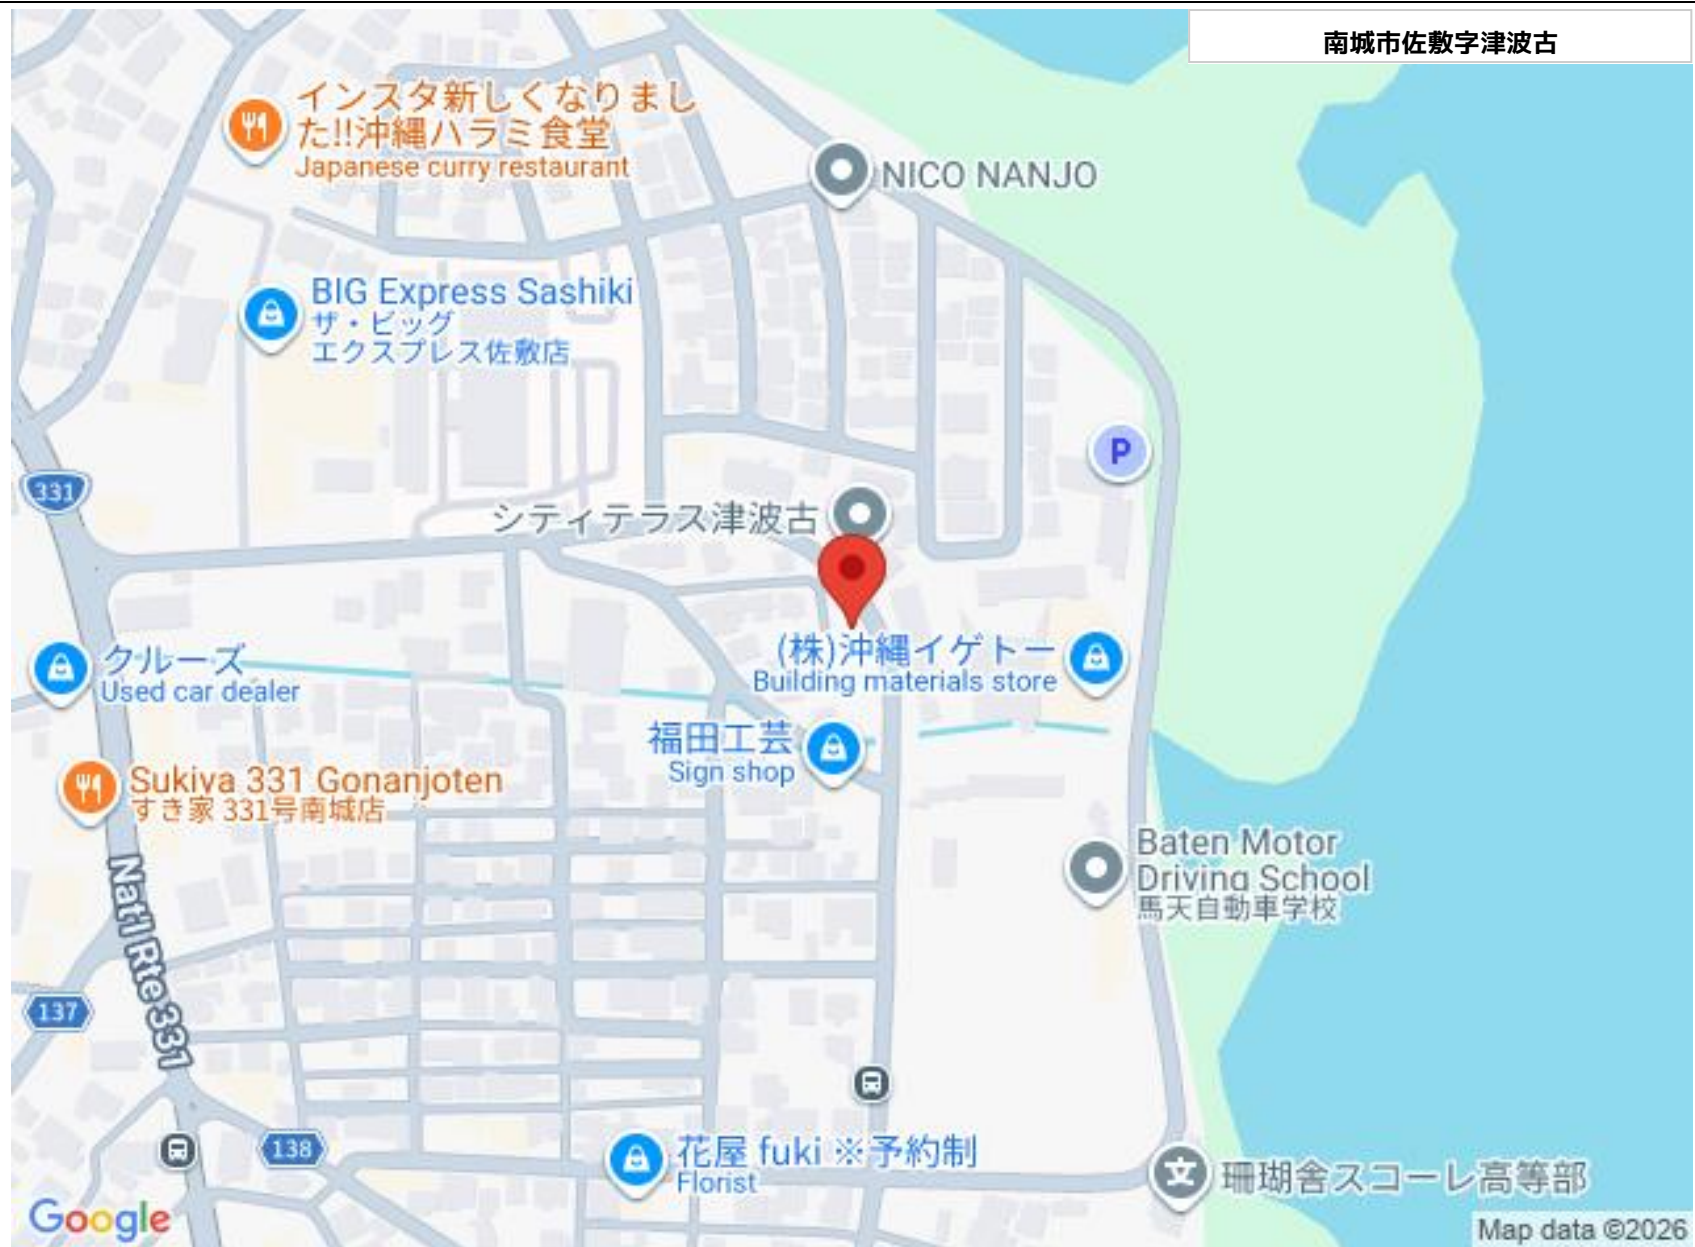 南城市佐敷字津波古
インスタ新しくなりまし
た!!沖縄ハラミ食堂
Japanese curry restaurant
NICO NANJO
BIG Express Sashiki
ザ・ビッグ
エクスプレス佐敷店
P
331
シティテラス津波古
(株)沖縄イゲトー
Building materials store
クルーズ
Used car dealer
福田工芸
Sign shop
Sukiya 331 Gonanjoten
すき家 331号南城店
Baten Motor
Driving School
馬天自動車学校
Nat'l Rte 331
137
138
花屋 fuki ※予約制
Florist
珊瑚舎スコーレ高等部
文
Google
Map data ©2026